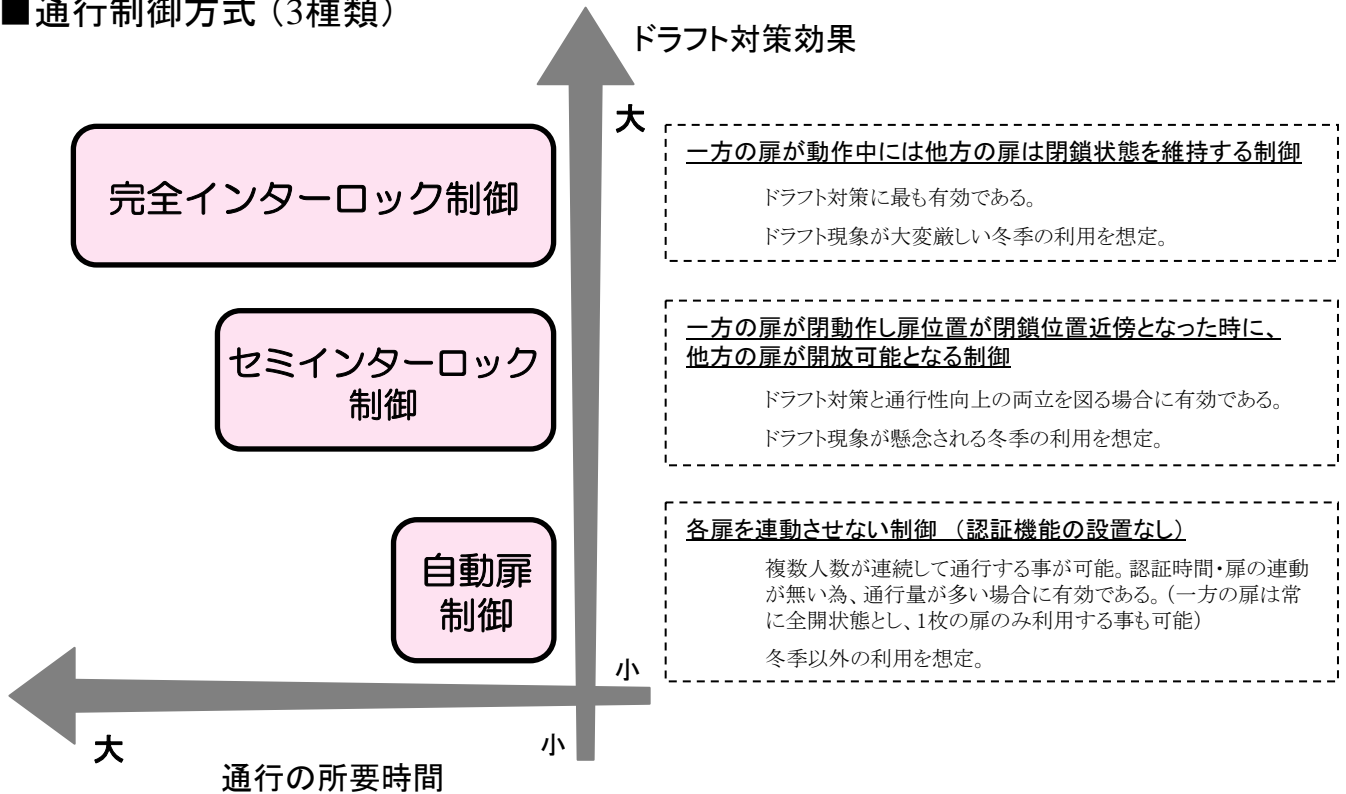 ■通行制御方式（3種類）
ドラフト対策効果
大
完全インターロック制御
一方の扉が動作中には他方の扉は閉鎖状態を維持する制御
ドラフト対策に最も有効である。
ドラフト現象が大変厳しい冬季の利用を想定。
セミインターロック
制御
一方の扉が閉動作し扉位置が閉鎖位置近傍となった時に、
他方の扉が開放可能となる制御
ドラフト対策と通行性向上の両立を図る場合に有効である。
ドラフト現象が懸念される冬季の利用を想定。
自動扉
制御
各扉を連動させない制御　（認証機能の設置なし）
複数人数が連続して通行する事が可能。認証時間・扉の連動
が無い為、通行量が多い場合に有効である。（一方の扉は常
に全開状態とし、1枚の扉のみ利用する事も可能）
冬季以外の利用を想定。
小
大
小
通行の所要時間